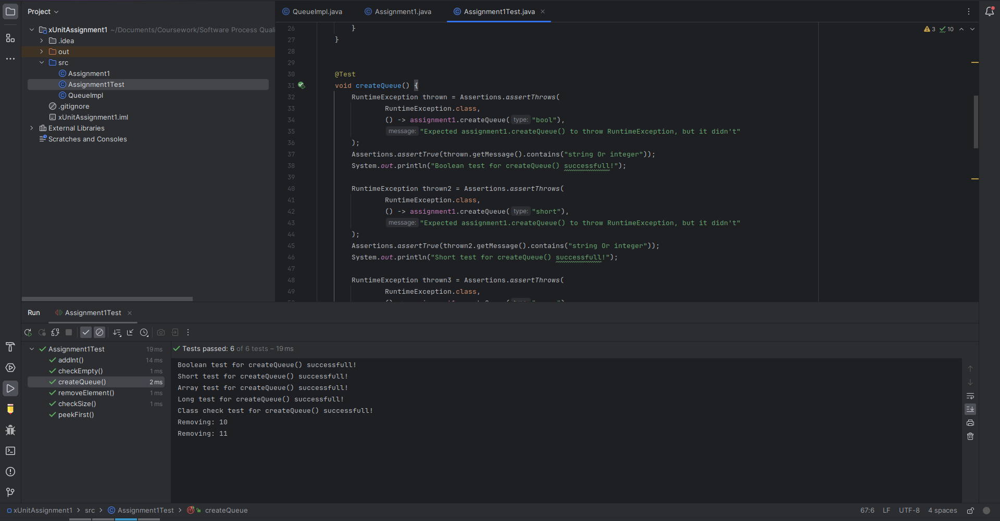 Project
xUnitAssignment1 ~/Documents/Coursework/Software Process Quali
.idea
out
src
Assignment1
Assignment1Test
QueueImpl
.gitignore
xUnitAssignment1.iml
External Libraries
Scratches and Consoles
QueueImpl.java Assignment1.java Assignment1Test.java
3 10
26 }
27 }
28
29
30 @Test
31 void createQueue() {
32 RuntimeException thrown = Assertions.assertThrows(
33 RuntimeException.class,
34 () -> assignment1.createQueue( type: "bool"),
35 message: "Expected assignment1.createQueue() to throw RuntimeException, but it didn't"
36 );
37 Assertions.assertTrue(thrown.getMessage().contains("string Or integer"));
38 System.out.println("Boolean test for createQueue() successfull!");
39
40 RuntimeException thrown2 = Assertions.assertThrows(
41 RuntimeException.class,
42 () -> assignment1.createQueue( type: "short"),
43 message: "Expected assignment1.createQueue() to throw RuntimeException, but it didn't"
44 );
45 Assertions.assertTrue(thrown2.getMessage().contains("string Or integer"));
46 System.out.println("Short test for createQueue() successfull!");
47
48 RuntimeException thrown3 = Assertions.assertThrows(
49 RuntimeException.class,
Run Assignment1Test
Assignment1Test 19 ms
addInt() 14 ms
checkEmpty() 1 ms
createQueue() 2 ms
removeElement() 1 ms
checkSize() 1 ms
peekFirst()
Tests passed: 6 of 6 tests – 19 ms
Boolean test for createQueue() successfull!
Short test for createQueue() successfull!
Array test for createQueue() successfull!
Long test for createQueue() successfull!
Class check test for createQueue() successfull!
Removing: 10
Removing: 11
xUnitAssignment1 > src > Assignment1Test > createQueue
67:6 LF UTF-8 4 spaces